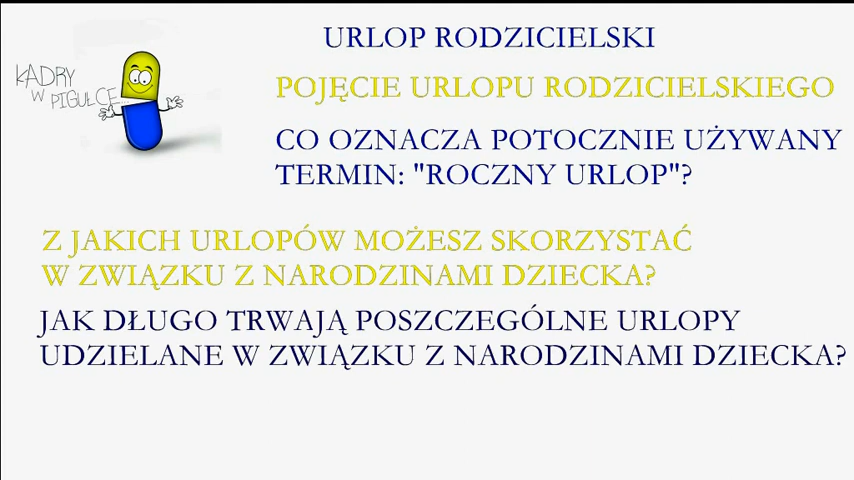 URLOP RODZICIELSKI
KADRY
W PIGUŁCE
POJĘCIE URLOPU RODZICIELSKIEGO
CO OZNACZA POTOCZNIE UŻYWANY
TERMIN: "ROCZNY URLOP"?
Z JAKICH URLOPÓW MOŻESZ SKORZYSTAĆ
W ZWIĄZKU Z NARODZINAMI DZIECKA?
JAK DŁUGO TRWAJĄ POSZCZEGÓLNE URLOPY
UDZIELANE W ZWIĄZKU Z NARODZINAMI DZIECKA?